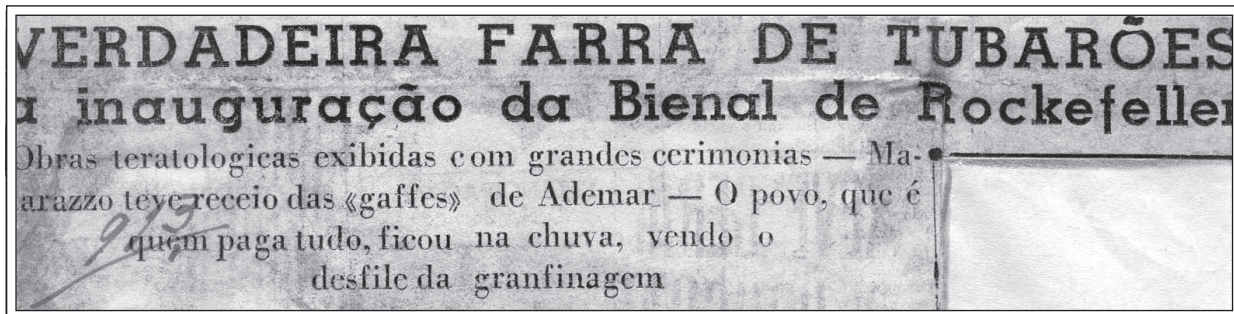 VERDADEIRA FARRA DE TUBARÕES
a inauguração da Bienal de Rockefeller
Obras teratologicas exibidas com grandes cerimonias — Ma-
arazzo teve receio das «gaffes» de Ademar — O povo, que é
quem paga tudo, ficou na chuva, vendo o
desfile da granfinagem